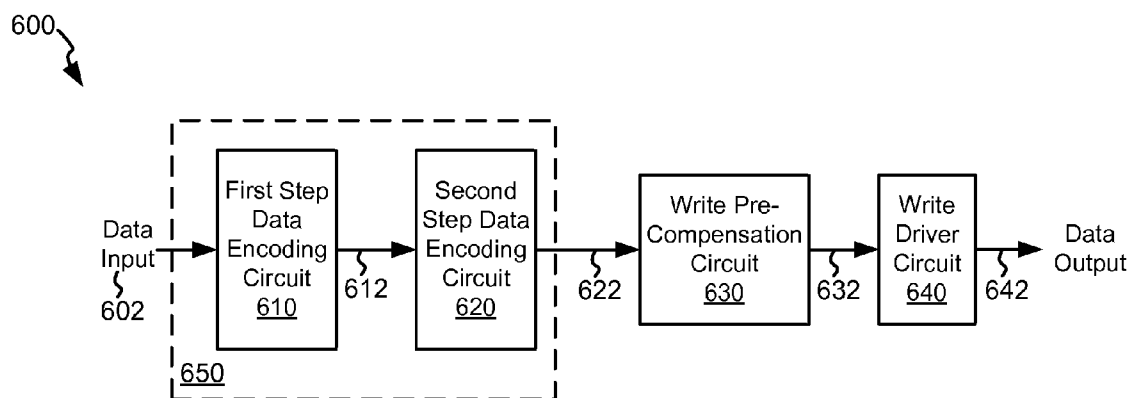 600
Data
Input
602
First Step
Data
Encoding
Circuit
610
612
Second
Step Data
Encoding
Circuit
620
650
622
Write Pre-
Compensation
Circuit
630
632
Write
Driver
Circuit
640
642
Data
Output